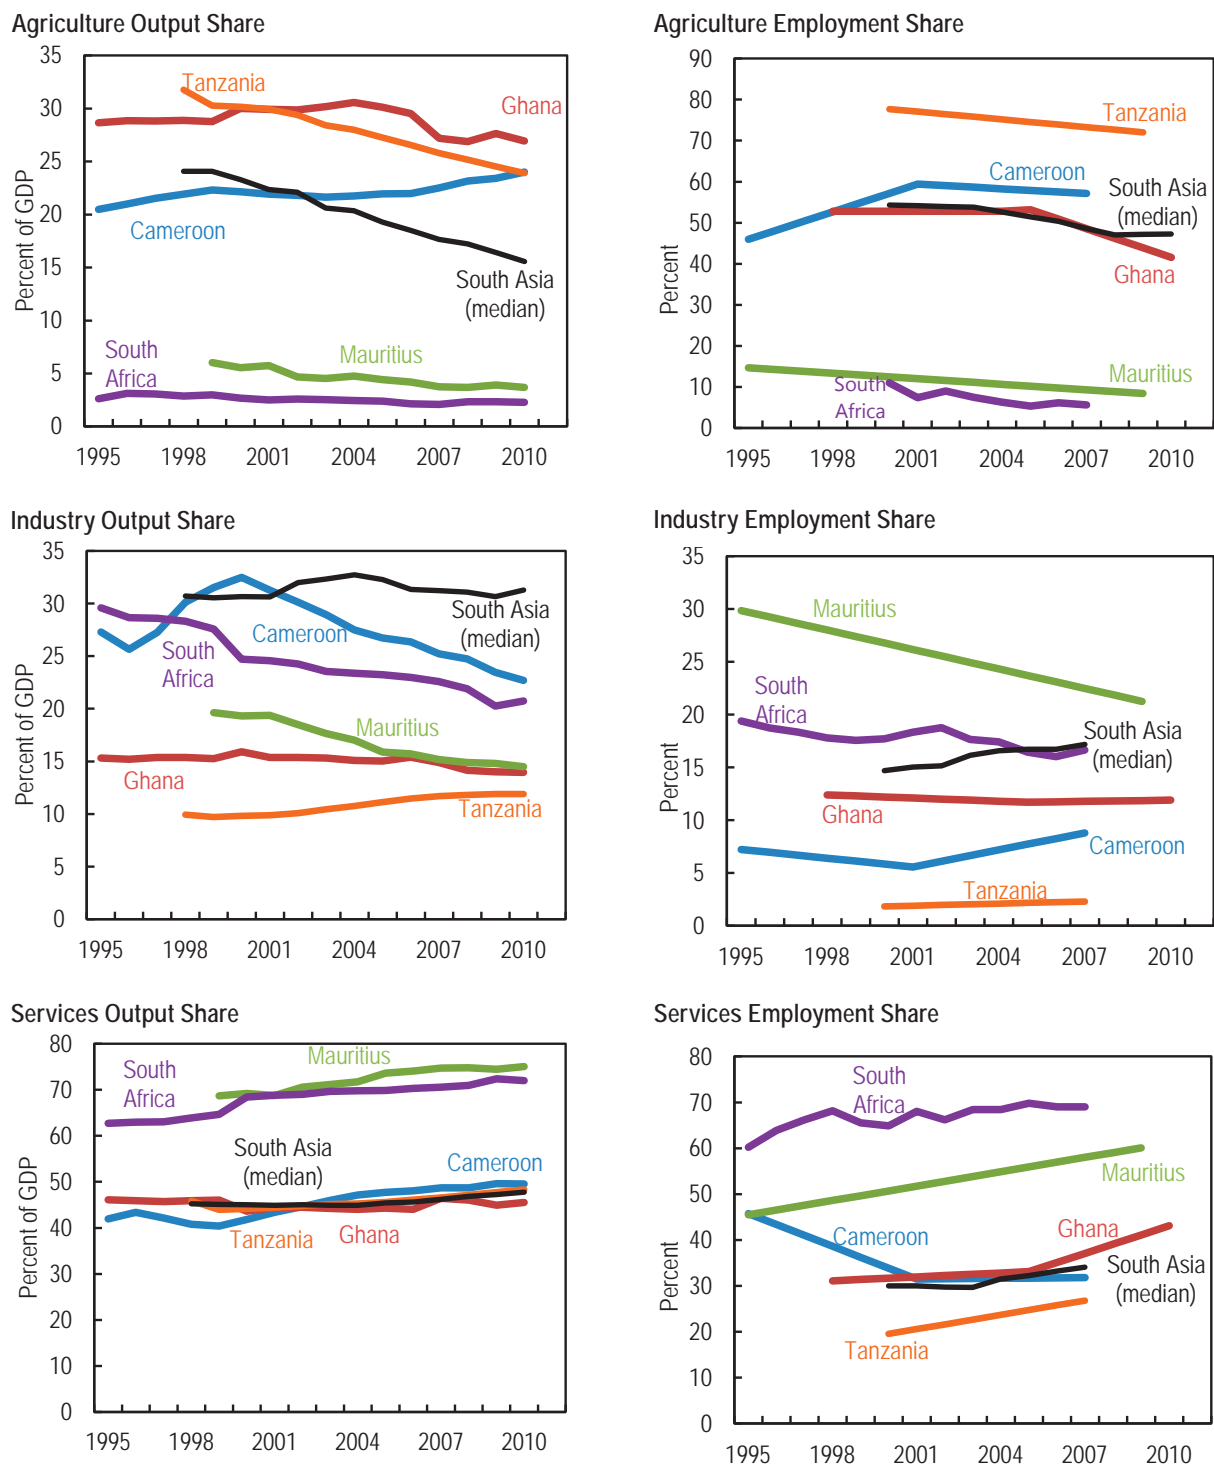 Agriculture Output Share
35
30
25
20
15
10
5
0
Percent of GDP
Tanzania
Ghana
Cameroon
South Asia
(median)
South
Africa
Mauritius
1995 1998 2001 2004 2007 2010
Agriculture Employment Share
90
80
70
60
50
40
30
20
10
0
Percent
Tanzania
Cameroon
South Asia
(median)
Ghana
Mauritius
South
Africa
1995 1998 2001 2004 2007 2010
Industry Output Share
35
30
25
20
15
10
5
0
Percent of GDP
South Asia
(median)
Cameroon
South
Africa
Mauritius
Ghana
Tanzania
1995 1998 2001 2004 2007 2010
Industry Employment Share
35
30
25
20
15
10
5
0
Percent
Mauritius
South
Africa
South Asia
(median)
Ghana
Cameroon
Tanzania
1995 1998 2001 2004 2007 2010
Services Output Share
80
70
60
50
40
30
20
10
0
Percent of GDP
Mauritius
South
Africa
South Asia
(median)
Cameroon
Tanzania
Ghana
1995 1998 2001 2004 2007 2010
Services Employment Share
80
70
60
50
40
30
20
10
0
Percent
South
Africa
Mauritius
Cameroon
Ghana
South Asia
(median)
Tanzania
1995 1998 2001 2004 2007 2010